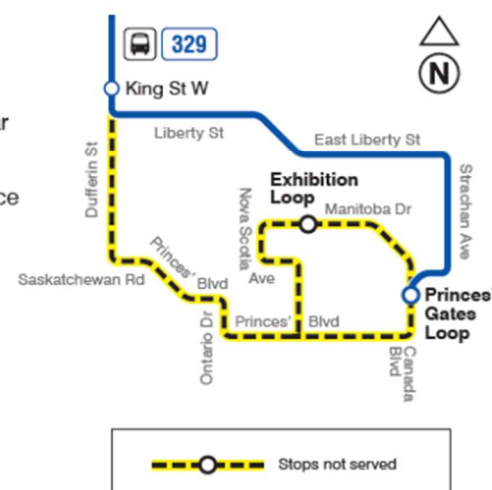 329
King St W
Liberty St
East Liberty St
Dufferin St
Strachan Ave
Exhibition
Loop
Manitoba Dr
Nova Scotia
Ave
Princes'
Blvd
Saskatchewan Rd
Ontario Dr
Princes' Blvd
Princes'
Gates
Loop
Canada
Blvd
N
Stops not served